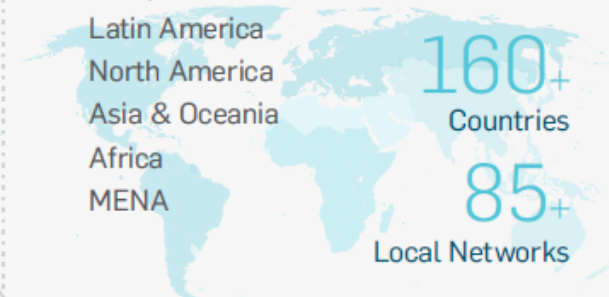 Latin America
North America
Asia & Oceania
Africa
MENA
160+
Countries
85+
Local Networks